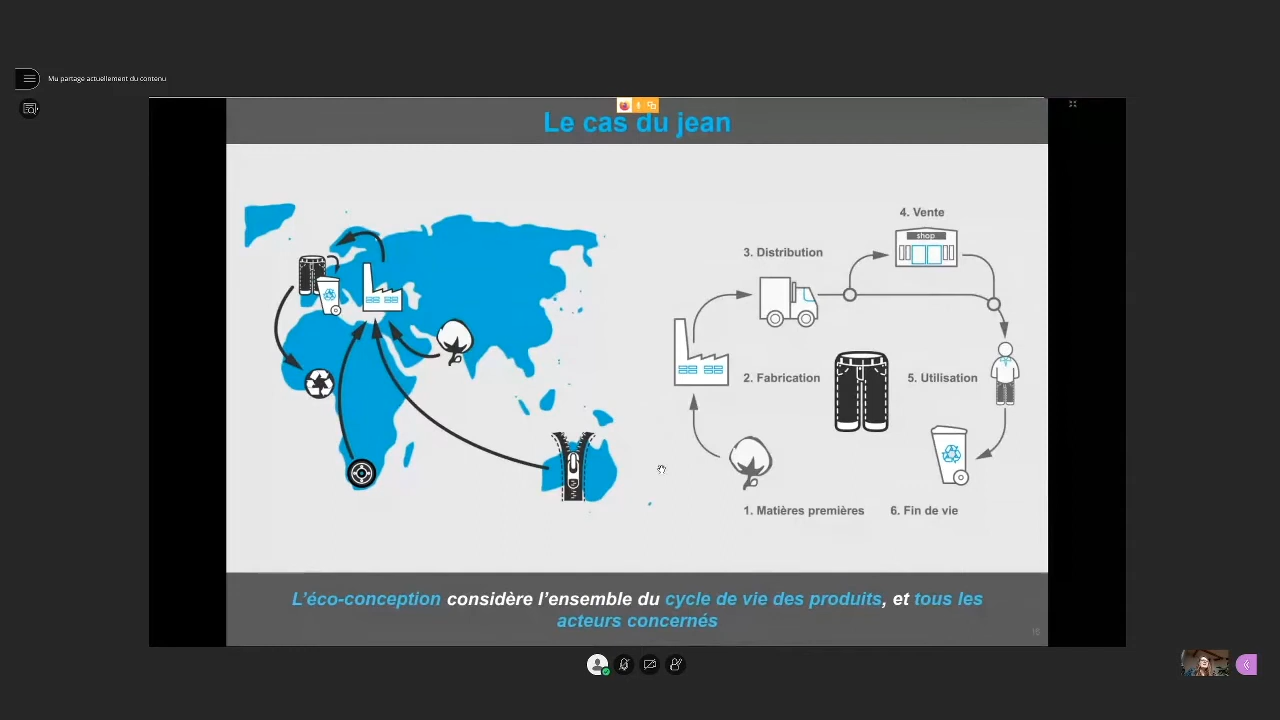 Mu partage actuellement du contenu
Le cas du jean
4. Vente
shop
3. Distribution
2. Fabrication
5. Utilisation
1. Matières premières
6. Fin de vie
L'éco-conception considère l'ensemble du cycle de vie des produits, et tous les
acteurs concernés
16